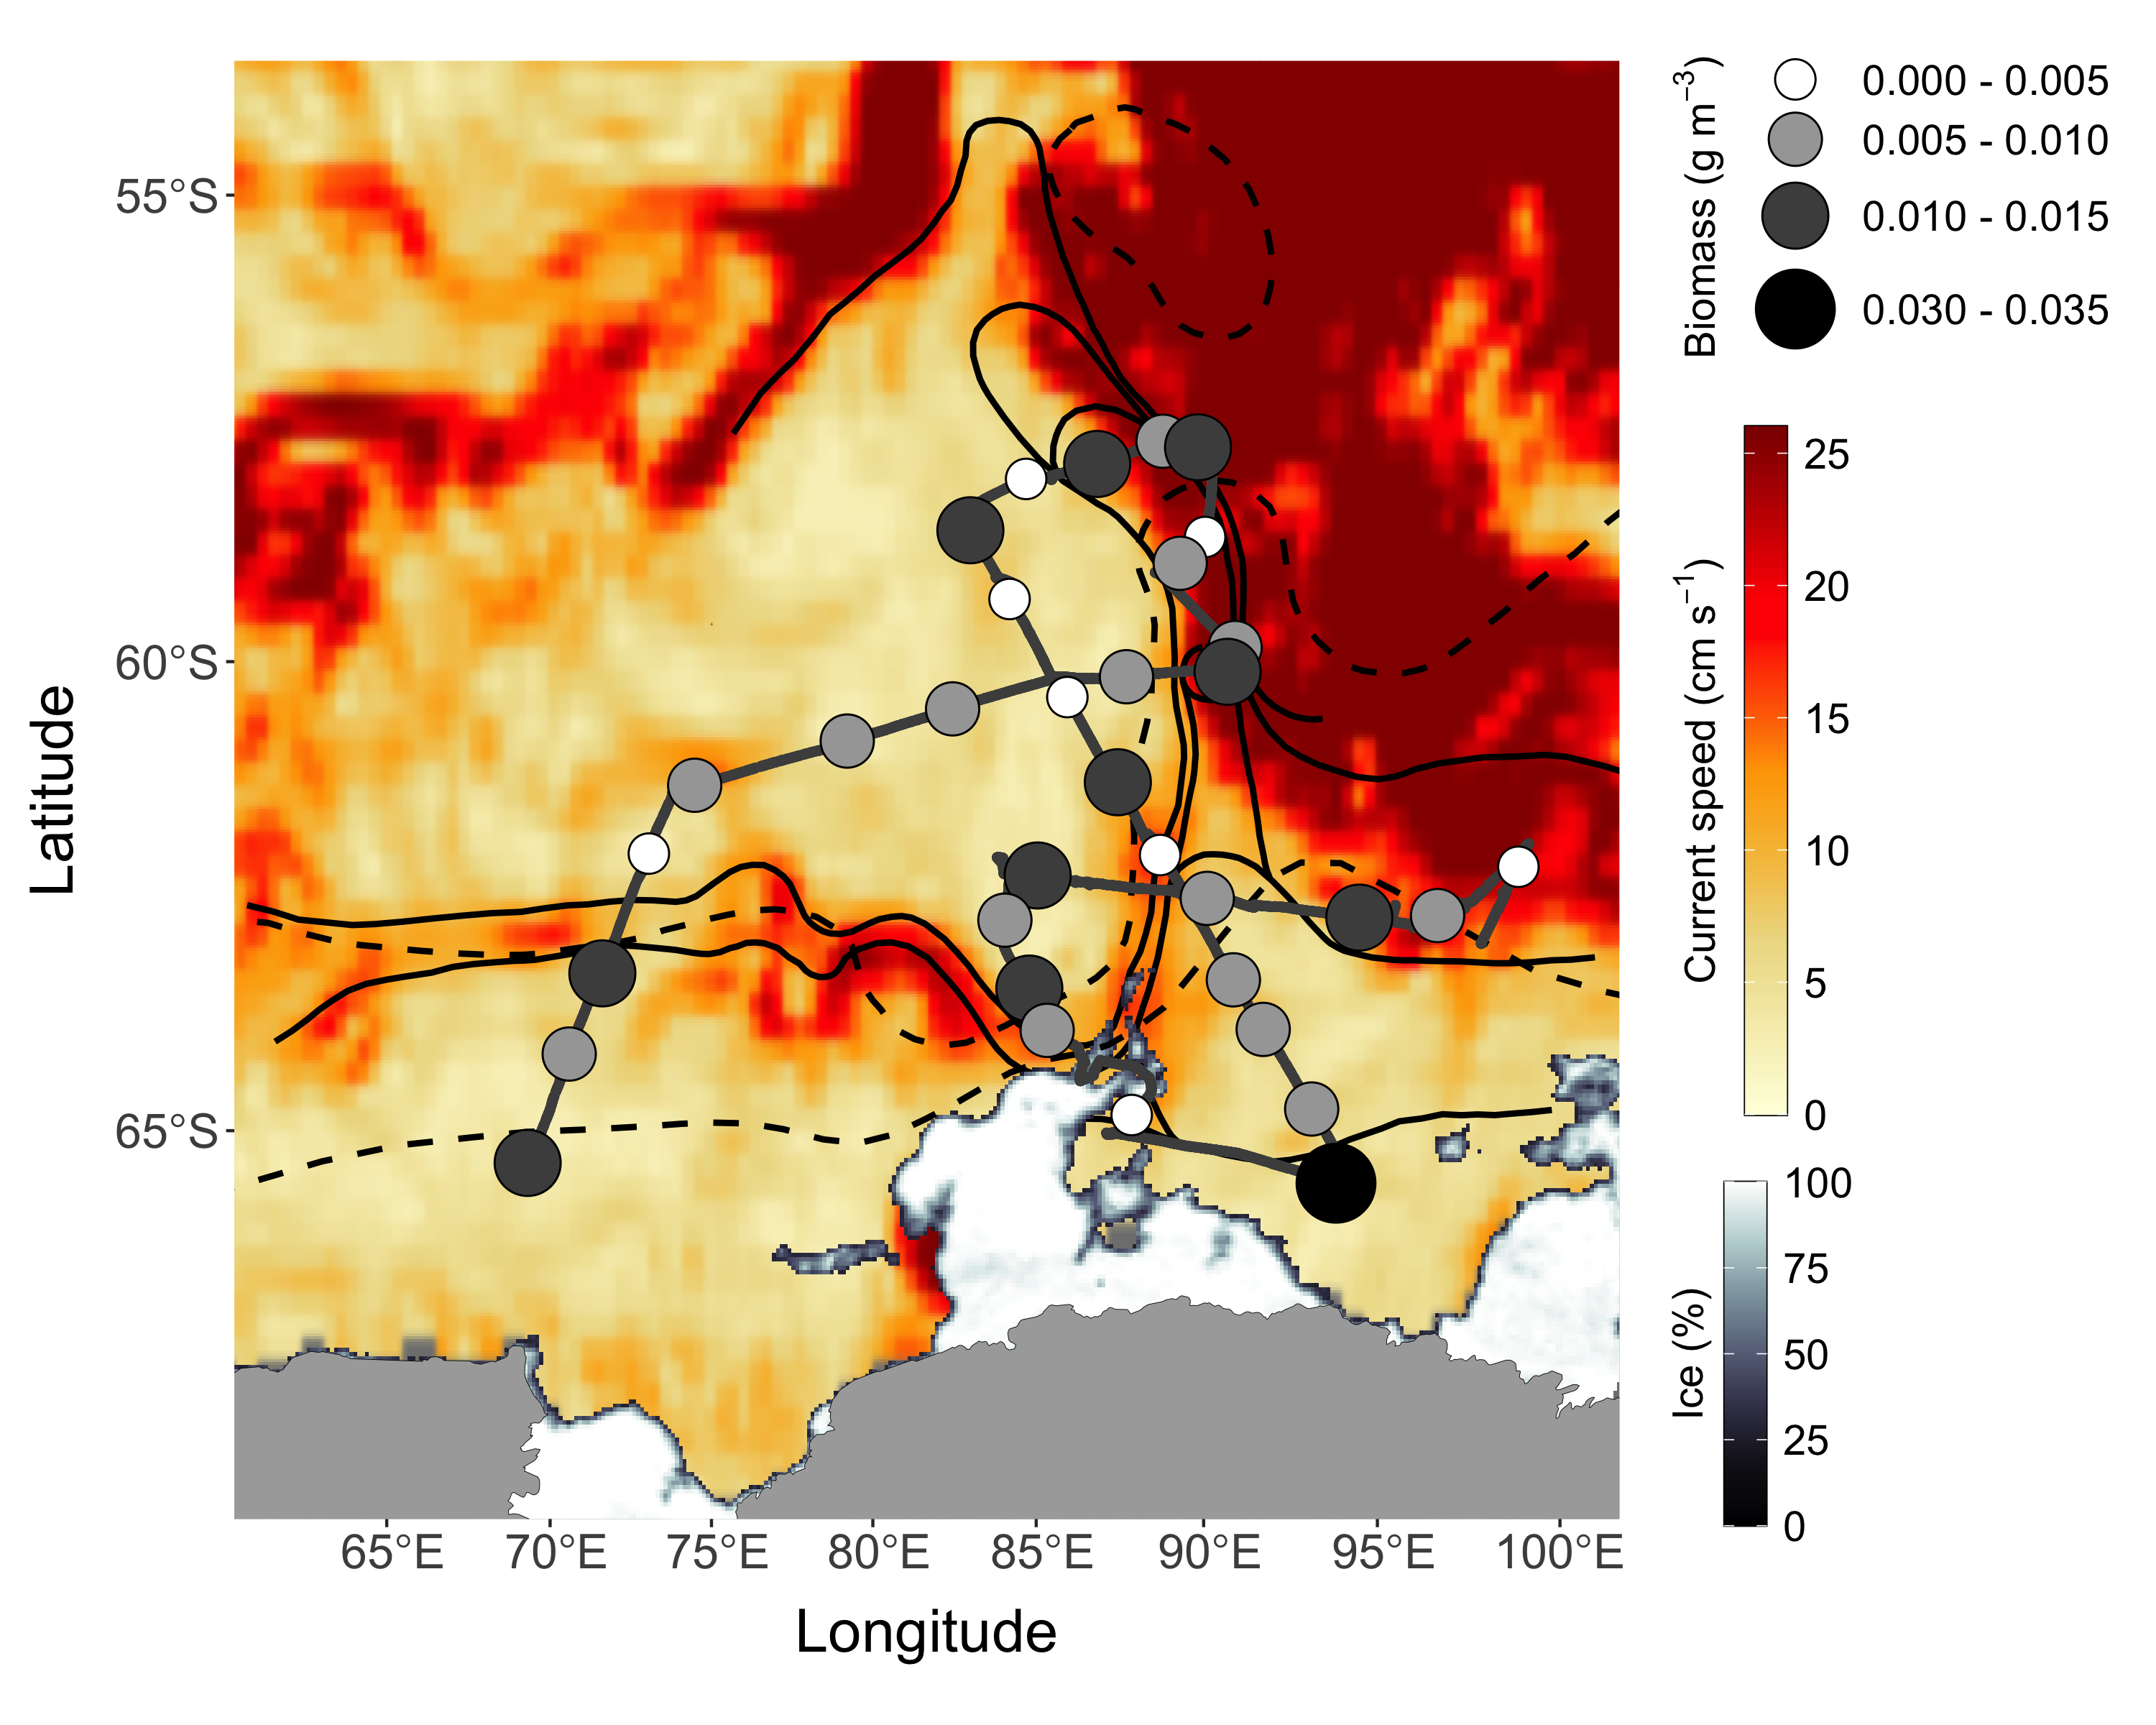 55°S
60°S
65°S
Latitude
65°E 70°E 75°E 80°E 85°E 90°E 95°E 100°E
Longitude
Biomass (g m⁻³)
0.000 - 0.005
0.005 - 0.010
0.010 - 0.015
0.030 - 0.035
Current speed (cm s⁻¹)
25
20
15
10
5
0
Ice (%)
100
75
50
25
0